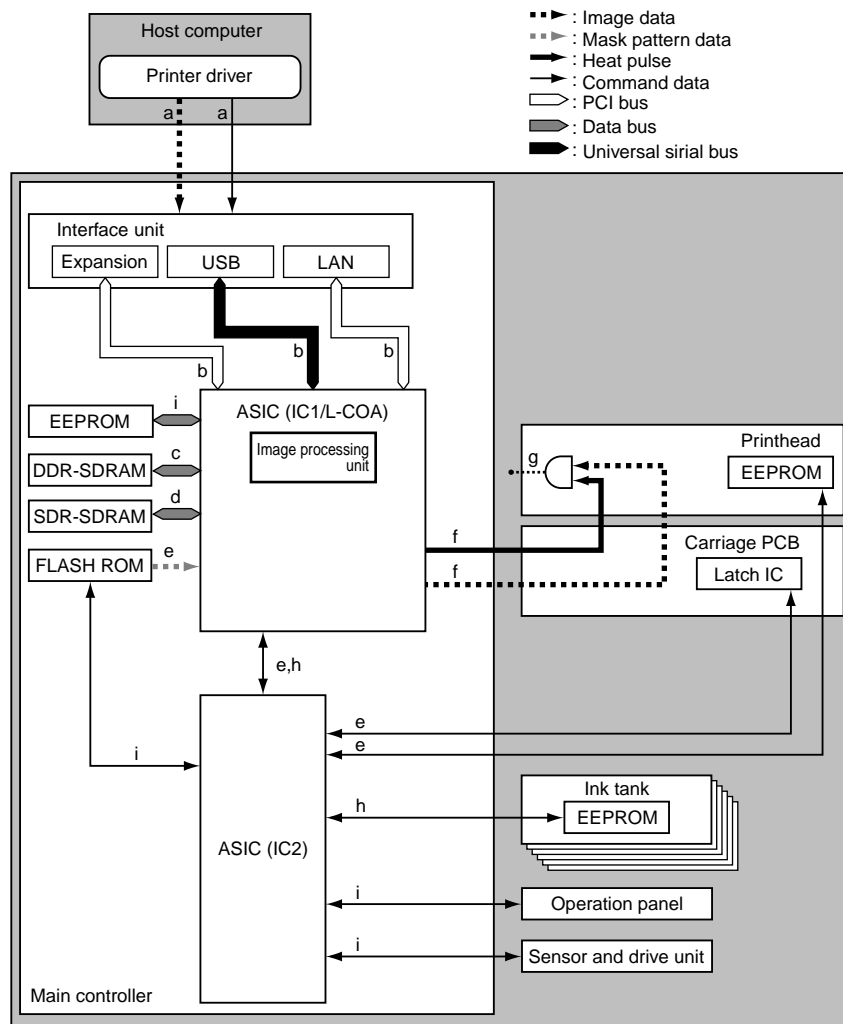 Host computer
Printer driver
a
a
: Image data
: Mask pattern data
: Heat pulse
: Command data
: PCI bus
: Data bus
: Universal sirial bus
Interface unit
Expansion
USB
LAN
b
b
b
ASIC (IC1/L-COA)
Image processing
unit
EEPROM
i
DDR-SDRAM
c
SDR-SDRAM
d
FLASH ROM
e
f
f
g
Printhead
EEPROM
Carriage PCB
Latch IC
e,h
e
e
i
h
Ink tank
EEPROM
ASIC (IC2)
i
Operation panel
i
Sensor and drive unit
Main controller